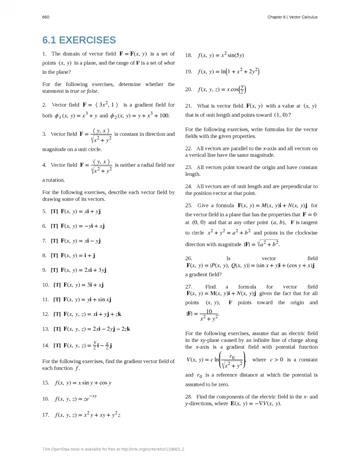 660
Chapter 6 | Vector Calculus
6.1 EXERCISES
1. The domain of vector field F = F(x, y) is a set of
points (x, y) in a plane, and the range of F is a set of what
in the plane?
For the following exercises, determine whether the
statement is true or false.
2. Vector field F = ⟨ 3x², 1 ⟩ is a gradient field for
both ϕ₁(x, y) = x³ + y and ϕ₂(x, y) = y + x³ + 100.
3. Vector field F = ⟨ y, x ⟩ / √(x² + y²) is constant in direction and
magnitude on a unit circle.
4. Vector field F = ⟨ y, x ⟩ / √(x² + y²) is neither a radial field nor
a rotation.
For the following exercises, describe each vector field by
drawing some of its vectors.
5. [T] F(x, y) = xi + yj
6. [T] F(x, y) = −yi + xj
7. [T] F(x, y) = xi − yj
8. [T] F(x, y) = i + j
9. [T] F(x, y) = 2xi + 3yj
10. [T] F(x, y) = 3i + xj
11. [T] F(x, y) = yi + sin xj
12. [T] F(x, y, z) = xi + yj + zk
13. [T] F(x, y, z) = 2xi − 2yj − 2zk
14. [T] F(x, y, z) =
For the following exercises, find the gradient vector field of
each function f.
15. f(x, y) = x sin y + cos y
16. f(x, y, z) = ze⁻ˣʸ
17. f(x, y, z) = x²y + xy + y²z
18. f(x, y) = x² sin(5y)
19. f(x, y) = ln(1 + x² + 2y²)
20. f(x, y, z) = x cos(y/z)
21. What is vector field F(x, y) with a value at (x, y)
that is of unit length and points toward (1, 0)?
For the following exercises, write formulas for the vector
fields with the given properties.
22. All vectors are parallel to the x-axis and all vectors on
a vertical line have the same magnitude.
23. All vectors point toward the origin and have constant
length.
24. All vectors are of unit length and are perpendicular to
the position vector at that point.
25. Give a formula F(x, y) = M(x, y)i + N(x, y)j for
the vector field in a plane that has the properties that F = 0
at (0, 0) and that at any other point (a, b), F is tangent
to circle x² + y² = a² + b² and points in the clockwise
direction with magnitude |F| = √(a² + b²).
26. Is vector field
F(x, y) = (P(x, y), Q(x, y)) = (sin x + y)i + (cos y + x)j
a gradient field?
27. Find a formula for vector field
F(x, y) = M(x, y)i + N(x, y)j given the fact that for all
points (x, y), F points toward the origin and
|F| = 10 / (x² + y²).
For the following exercises, assume that an electric field
in the xy-plane caused by an infinite line of charge along
the x-axis is a gradient field with potential function
V(x, y) = c ln(r₀ / √(x² + y²)), where c > 0 is a constant
and r₀ is a reference distance at which the potential is
assumed to be zero.
28. Find the components of the electric field in the x- and
y-directions, where E(x, y) = −∇V(x, y).
This OpenStax book is available for free at http://cnx.org/content/col11966/1.2